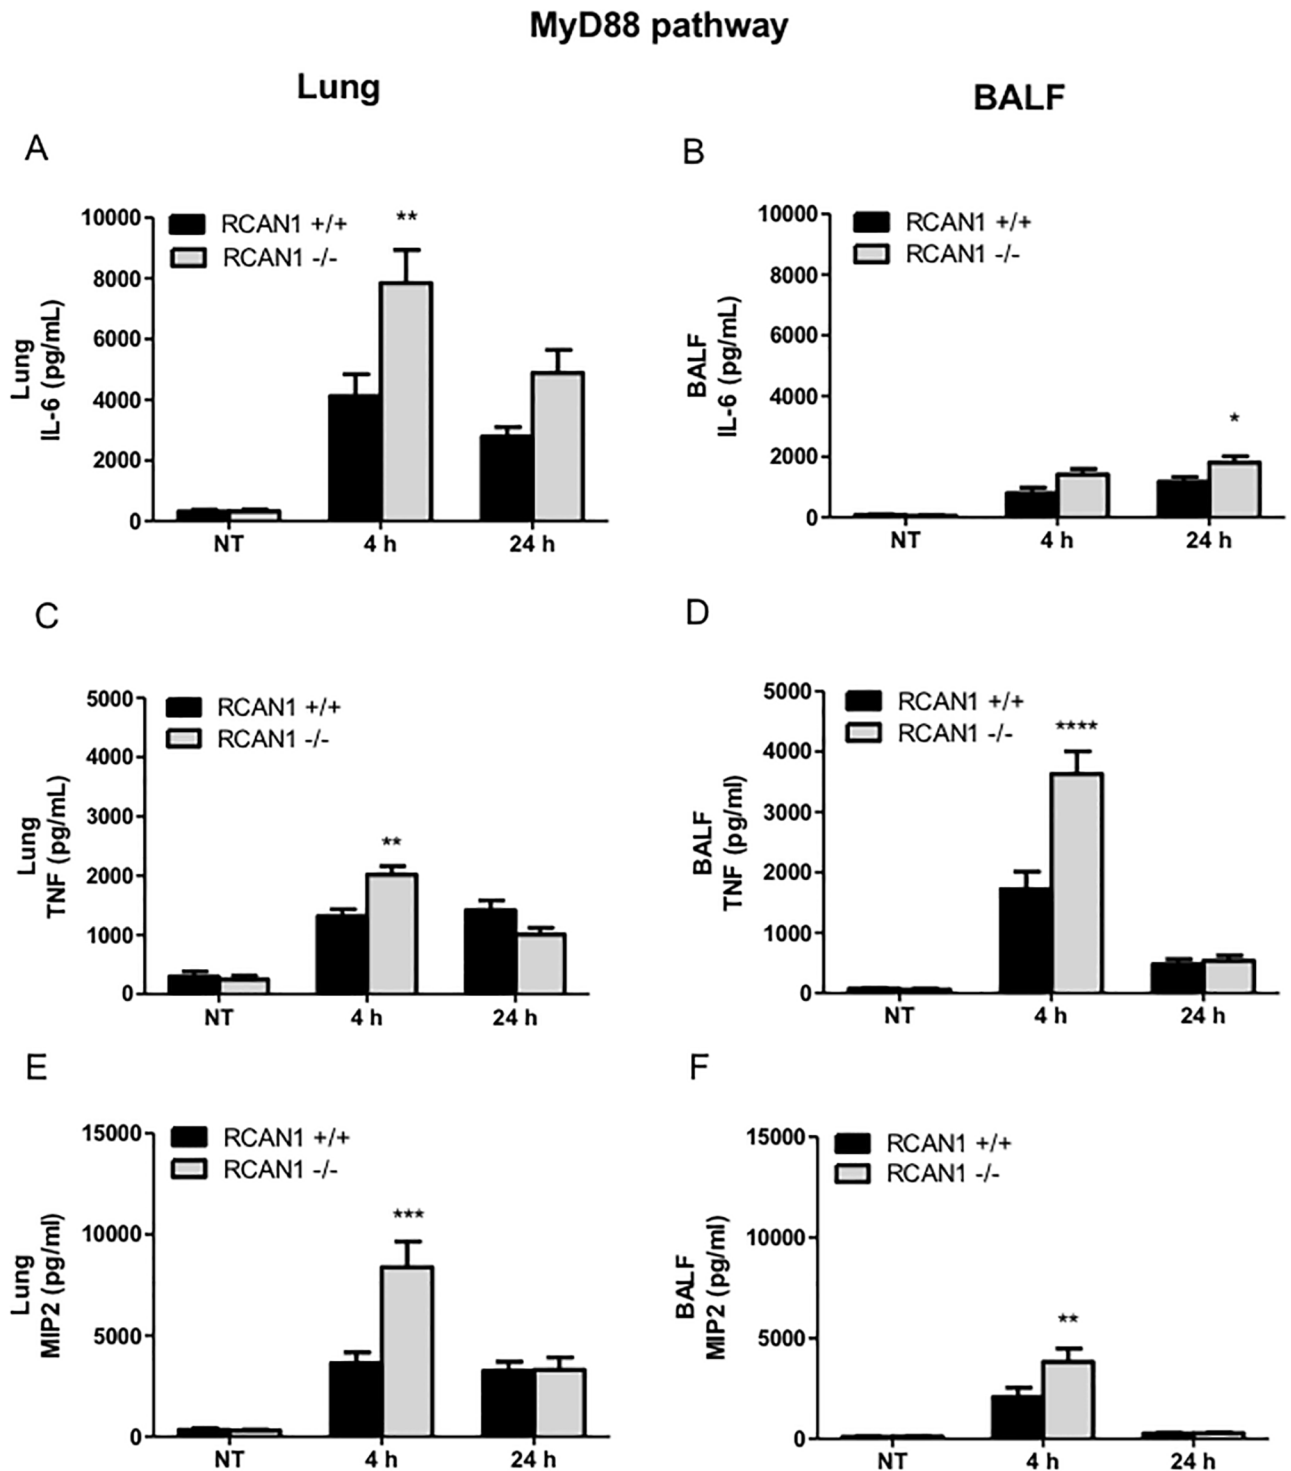 MyD88 pathway
Lung
BALF
A
RCAN1 +/+
RCAN1 -/-
**
10000
8000
6000
4000
2000
0
Lung
IL-6 (pg/mL)
NT
4 h
24 h
B
RCAN1 +/+
RCAN1 -/-
*
10000
8000
6000
4000
2000
0
BALF
IL-6 (pg/mL)
NT
4 h
24 h
C
RCAN1 +/+
RCAN1 -/-
**
5000
4000
3000
2000
1000
0
Lung
TNF (pg/mL)
NT
4 h
24 h
D
RCAN1 +/+
RCAN1 -/-
****
5000
4000
3000
2000
1000
0
BALF
TNF (pg/ml)
NT
4 h
24 h
E
RCAN1 +/+
RCAN1 -/-
***
15000
10000
5000
0
Lung
MIP2 (pg/ml)
NT
4 h
24 h
F
RCAN1 +/+
RCAN1 -/-
**
15000
10000
5000
0
BALF
MIP2 (pg/ml)
NT
4 h
24 h